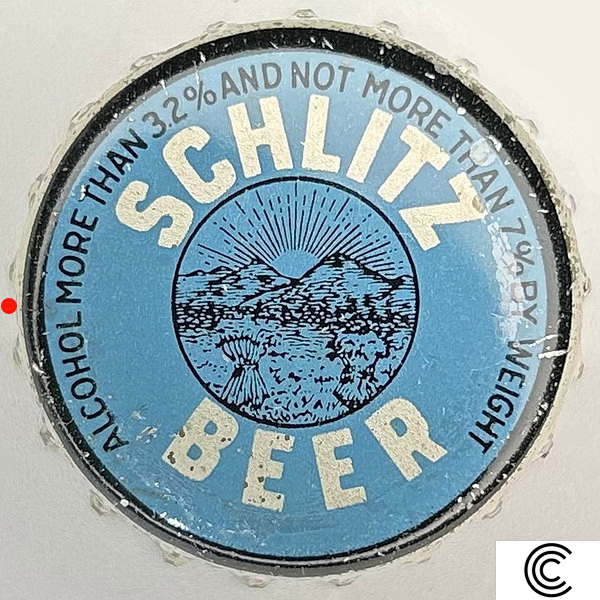 ALCOHOL MORE THAN 3.2% AND NOT MORE THAN 7% BY WEIGHT
SCHLITZ
BEER